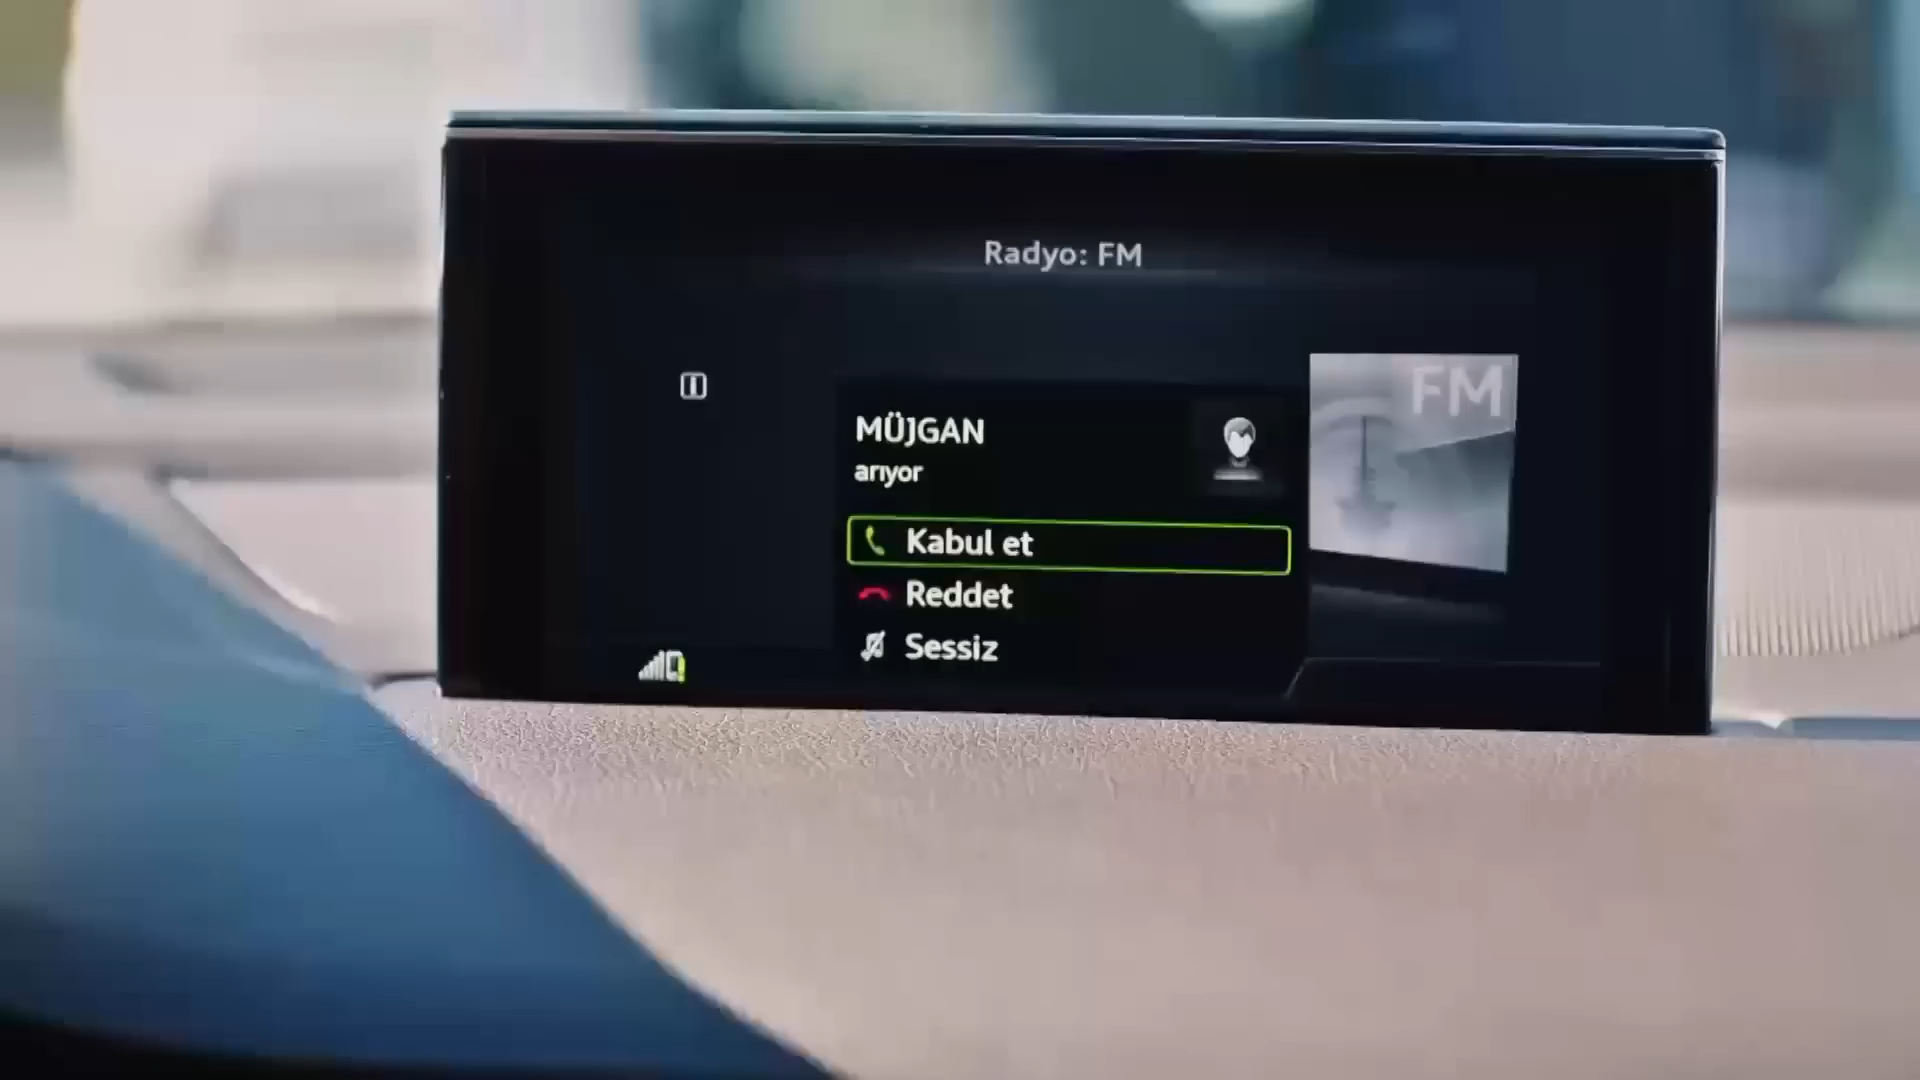 Radyo: FM
FM
MÜJGAN
arıyor
Kabul et
Reddet
Sessiz